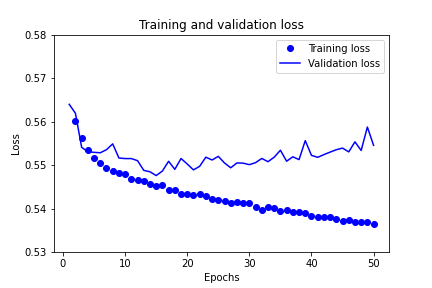 Training and validation loss
0.58
0.57
0.56
0.55
0.54
0.53
Loss
Training loss
Validation loss
0
10
20
30
40
50
Epochs